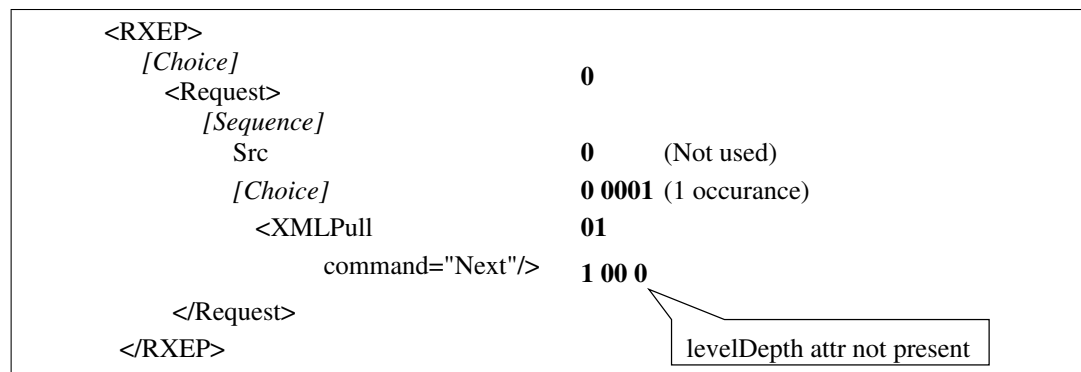 <RXEP>
[Choice] 0
<Request>
[Sequence]
Src 0 (Not used)
[Choice] 0 0001 (1 occurance)
<XMLPull 01
command="Next"/> 1 00 0
</Request>
levelDepth attr not present
</RXEP>